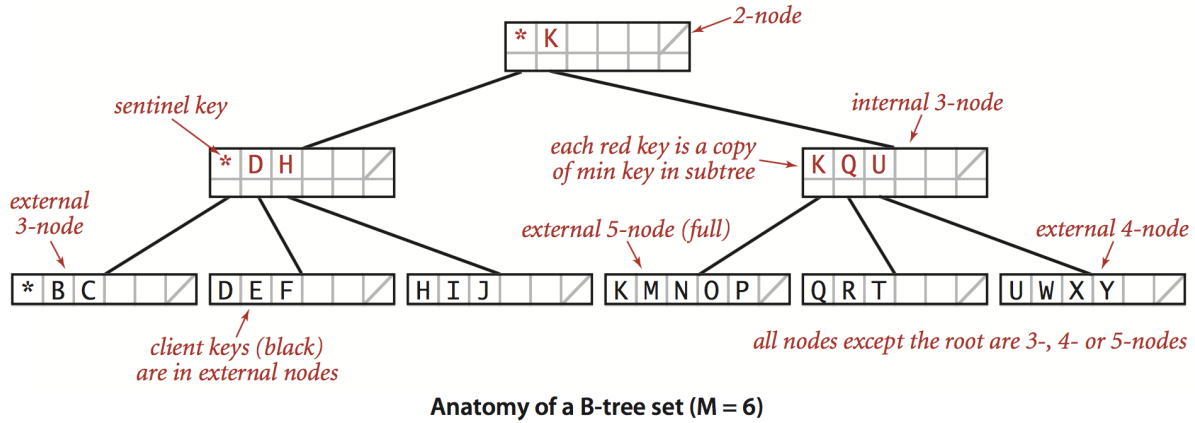 2-node
* K
sentinel key
internal 3-node
each red key is a copy
of min key in subtree
* D H
K Q U
external
3-node
external 5-node (full)
external 4-node
* B C
D E F
H I J
K M N O P
Q R T
U W X Y
client keys (black)
are in external nodes
all nodes except the root are 3-, 4- or 5-nodes
Anatomy of a B-tree set (M = 6)